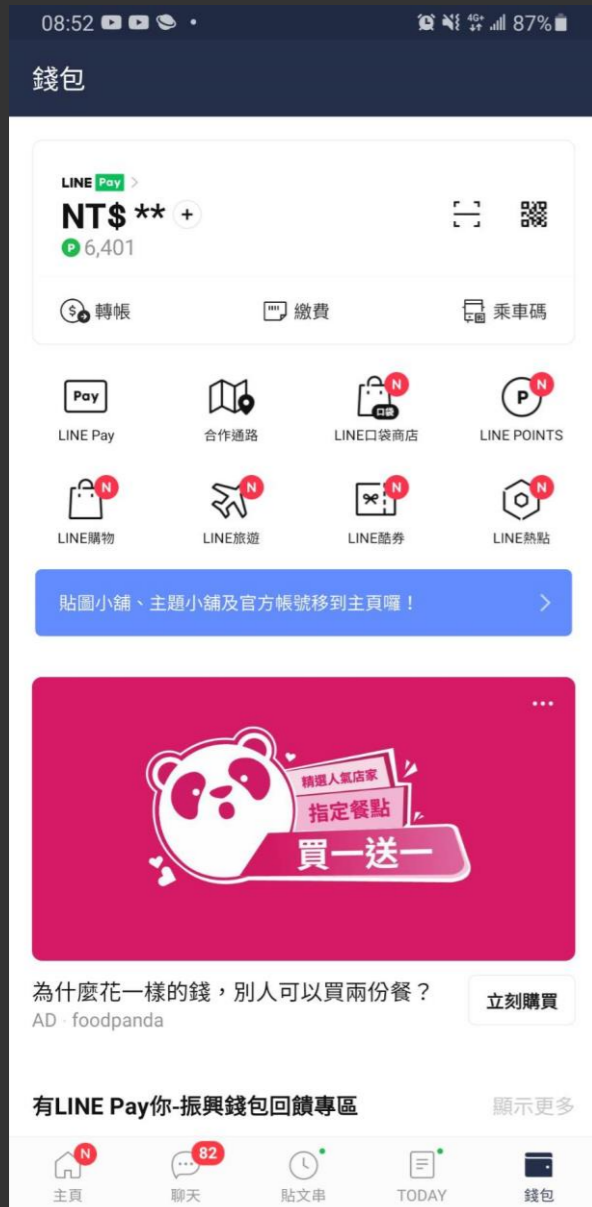 08:52
4G+ 87%
錢包
LINE Pay
NT$ ** +
P 6,401
轉帳
繳費
乘車碼
Pay
口袋
N
P
N
LINE Pay
合作通路
LINE口袋商店
LINE POINTS
N
N
N
N
LINE購物
LINE旅遊
LINE酷券
LINE熱點
貼圖小舖、主題小舖及官方帳號移到主頁囉！
精選人氣店家
指定餐點
買一送一
為什麼花一樣的錢，別人可以買兩份餐？
立刻購買
AD · foodpanda
有LINE Pay你-振興錢包回饋專區
顯示更多
N
82
主頁
聊天
貼文串
TODAY
錢包